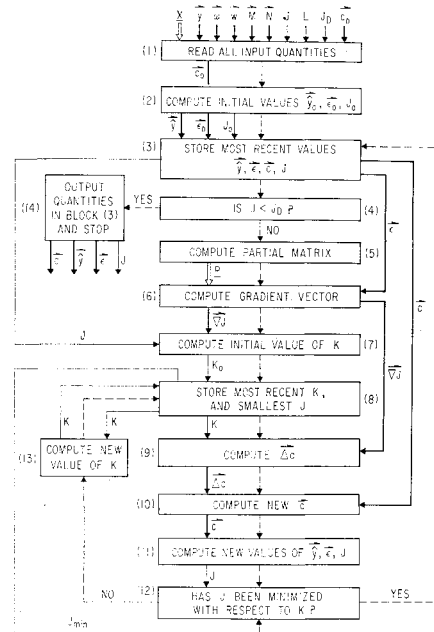 X y ω w M N J L J_D c_0
(1) READ ALL INPUT QUANTITIES
c_0
(2) COMPUTE INITIAL VALUES ŷ_0, ε_0, J_0
ŷ ε_0 J_0
(3) STORE MOST RECENT VALUES
ŷ, ε, c, J
(14) OUTPUT
QUANTITIES
IN BLOCK (3)
AND STOP
c ŷ ε J
YES
IS J < J_D ? (4)
NO
COMPUTE PARTIAL MATRIX (5)
P
(6) COMPUTE GRADIENT VECTOR
∇J
J
COMPUTE INITIAL VALUE OF K (7)
K_0
STORE MOST RECENT K,
AND SMALLEST J (8)
K K K
(13) COMPUTE NEW
VALUE OF K
(9) COMPUTE Δc
Δc
(10) COMPUTE NEW c
c
(11) COMPUTE NEW VALUES OF ŷ, ε, J
J
(12) HAS J BEEN MINIMIZED
WITH RESPECT TO K ?
NO
YES
J min
c
c
∇J